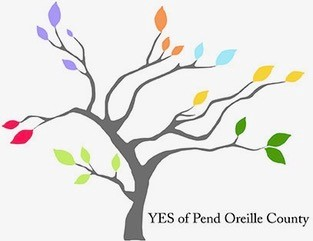 YES of Pend Oreille County